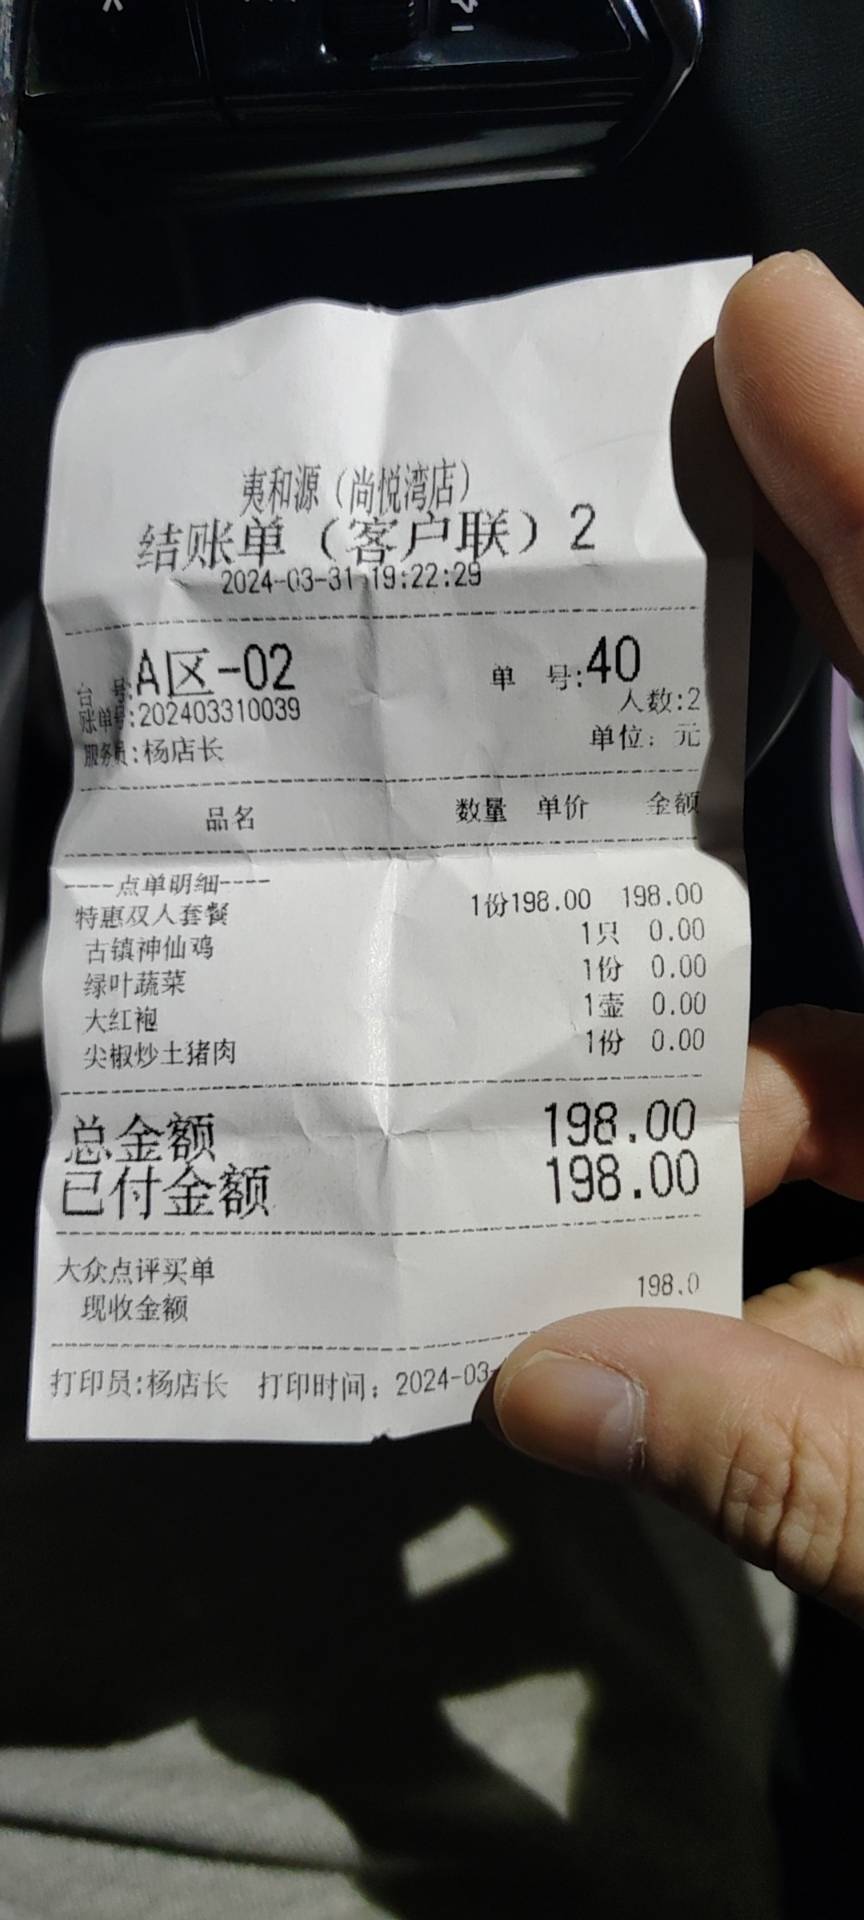 夷和源（尚悦湾店）
结账单（客户联）2
2024-03-31 19:22:29
台 号:A区-02 单 号:40
账单号:202403310039 人数:2
服务员:杨店长 单位：元
品名 数量 单价 金额
----点单明细----
特惠双人套餐 1份198.00 198.00
古镇神仙鸡 1只 0.00
绿叶蔬菜 1份 0.00
大红袍 1壶 0.00
尖椒炒土猪肉 1份 0.00
总金额 198.00
已付金额 198.00
大众点评买单
现收金额 198.0
打印员:杨店长 打印时间：2024-03-